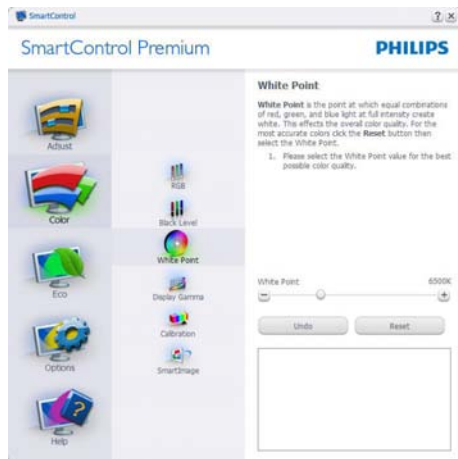 SmartControl
SmartControl Premium
PHILIPS
Adjust
Color
Eco
Options
Help
RGB
Black Level
White Point
Display Gamma
Calibration
SmartImage
White Point
White Point is the point at which equal combinations
of red, green, and blue light at full intensity create
white. This effects the overall color quality. For the
most accurate colors click the Reset button then
select the White Point.
1. Please select the White Point value for the best
possible color quality.
White Point 6500K
Undo Reset